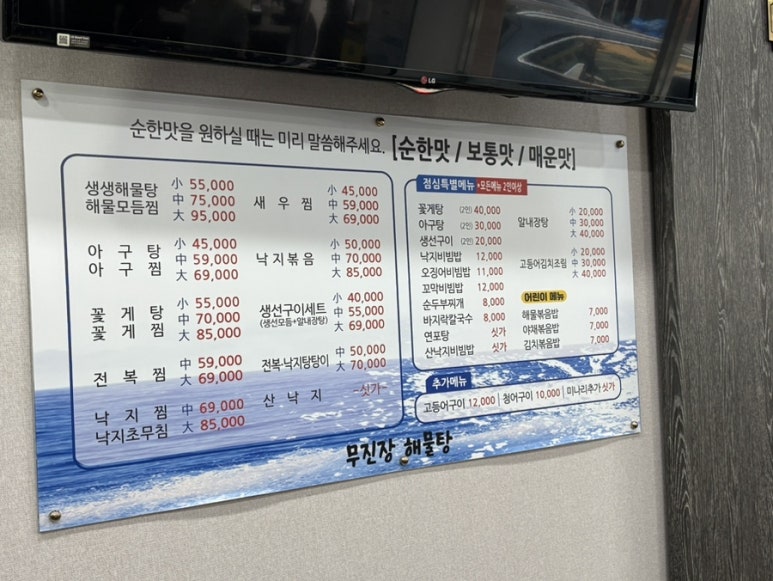 LG
순한맛을 원하실 때는 미리 말씀해주세요. [순한맛 / 보통맛 / 매운맛]
생생해물탕 小 55,000
해물모듬찜 中 75,000
大 95,000
아 구 탕 小 45,000
아 구 찜 中 59,000
大 69,000
꽃 게 탕 小 55,000
꽃 게 찜 中 70,000
大 85,000
전 복 찜 中 59,000
大 69,000
낙 지 찜 中 69,000
낙지초무침 大 85,000
새 우 찜 小 45,000
中 59,000
大 69,000
낙지볶음 小 50,000
中 70,000
大 85,000
생선구이세트 小 40,000
(생선모듬+알내장탕) 中 55,000
大 69,000
전복·낙지탕탕이 中 50,000
大 70,000
산 낙 지 -싯가-
점심특별메뉴 *모든메뉴 2인이상
꽃게탕 (2인) 40,000
아구탕 (2인) 30,000
생선구이 (2인) 20,000
낙지비빔밥 12,000
오징어비빔밥 11,000
꼬막비빔밥 12,000
순두부찌개 8,000
바지락칼국수 8,000
연포탕 싯가
산낙지비빔밥 싯가
알내장탕 小 20,000
中 30,000
大 40,000
고등어김치조림 小 20,000
中 30,000
大 40,000
어린이 메뉴
해물볶음밥 7,000
야채볶음밥 7,000
김치볶음밥 7,000
추가메뉴
고등어구이 12,000 | 청어구이 10,000 | 미나리추가 싯가
무진장 해물탕